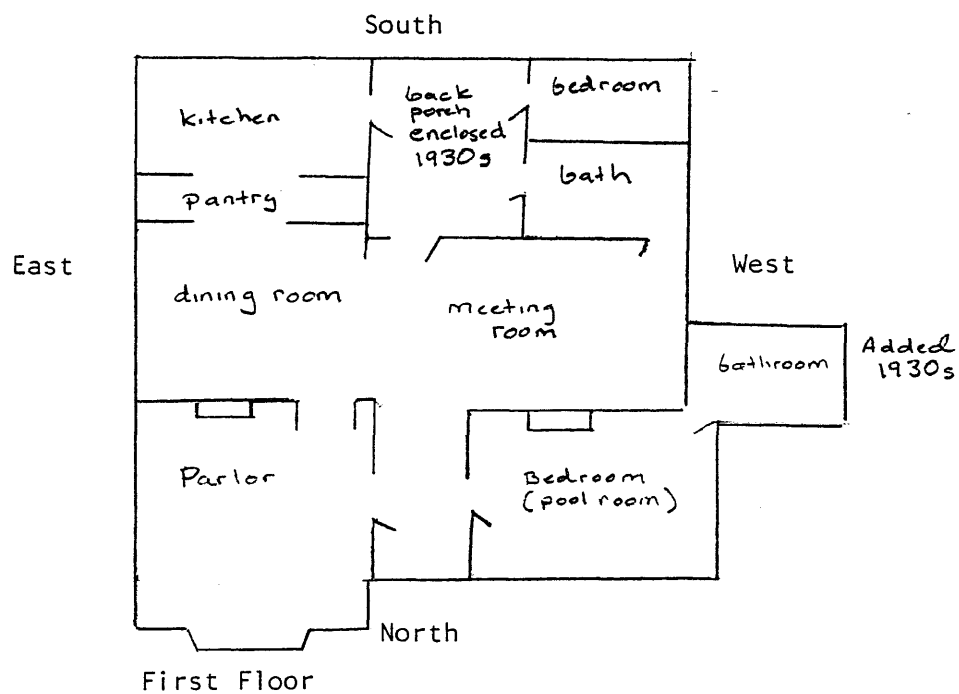 South
kitchen
back
porch
enclosed
1930s
bedroom
pantry
bath
East
West
dining room
meeting
room
bathroom
Added
1930s
Parlor
Bedroom
(pool room)
North
First Floor